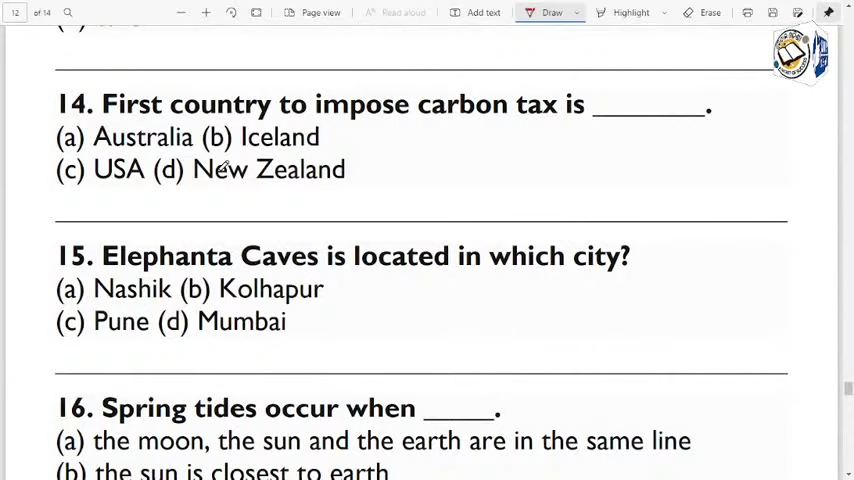 12 of 14 Page view Read aloud Add text Draw Highlight Erase
14. First country to impose carbon tax is ________.
(a) Australia (b) Iceland
(c) USA (d) New Zealand
15. Elephanta Caves is located in which city?
(a) Nashik (b) Kolhapur
(c) Pune (d) Mumbai
16. Spring tides occur when _____.
(a) the moon, the sun and the earth are in the same line
(b) the sun is closest to earth